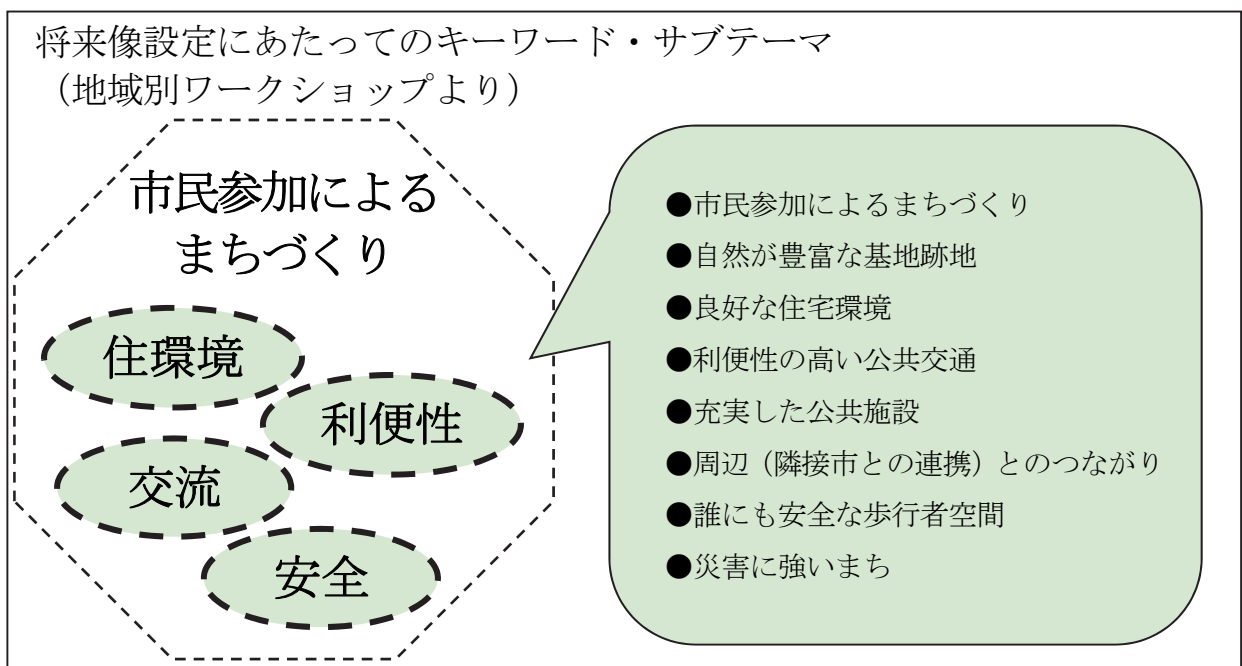 将来像設定にあたってのキーワード・サブテーマ
（地域別ワークショップより）
市民参加による
まちづくり
住環境
利便性
交流
安全
●市民参加によるまちづくり
●自然が豊富な基地跡地
●良好な住宅環境
●利便性の高い公共交通
●充実した公共施設
●周辺（隣接市との連携）とのつながり
●誰にも安全な歩行者空間
●災害に強いまち